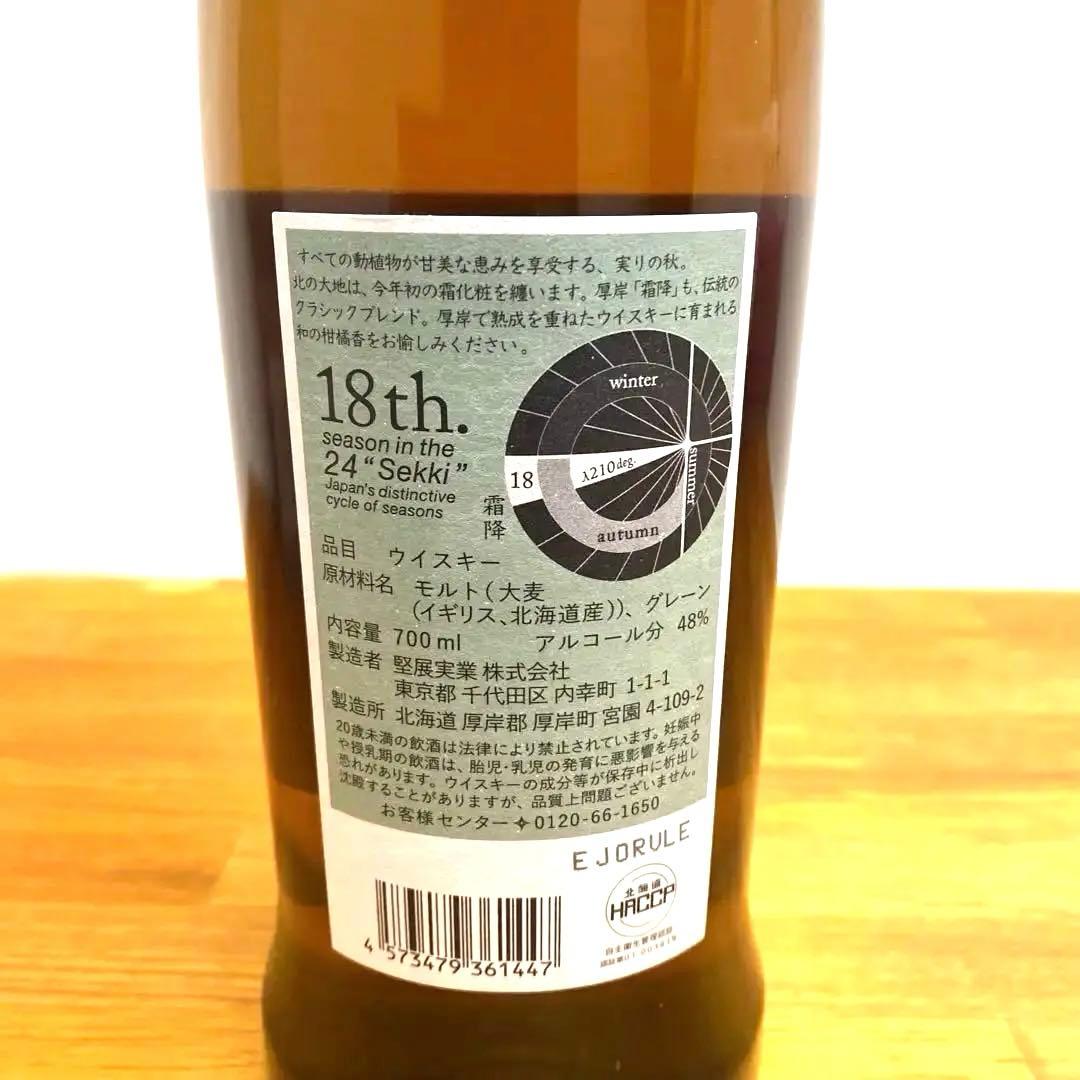 すべての動植物が甘美な恵みを享受する、実りの秋。
北の大地は、今年初の霜化粧を纏います。厚岸「霜降」も、伝統の
クラシックブレンド。厚岸で熟成を重ねたウイスキーに育まれる
和の柑橘香をお愉しみください。
18th.
season in the
24 “Sekki”
Japan's distinctive
cycle of seasons
霜降
winter
summer
autumn
18
λ210deg.
品目 ウイスキー
原材料名 モルト(大麦
(イギリス、北海道産))、グレーン
内容量 700ml アルコール分 48%
製造者 堅展実業 株式会社
東京都 千代田区 内幸町 1-1-1
製造所 北海道 厚岸郡 厚岸町 宮園 4-109-2
20歳未満の飲酒は法律により禁止されています。妊娠中
や授乳期の飲酒は、胎児・乳児の発育に悪影響を与える
恐れがあります。ウイスキーの成分等が保存中に析出し
沈殿することがありますが、品質上問題ございません。
お客様センター✧0120-66-1650
EJORULE
北海道
HACCP
自主衛生管理認証
4 573479 361447